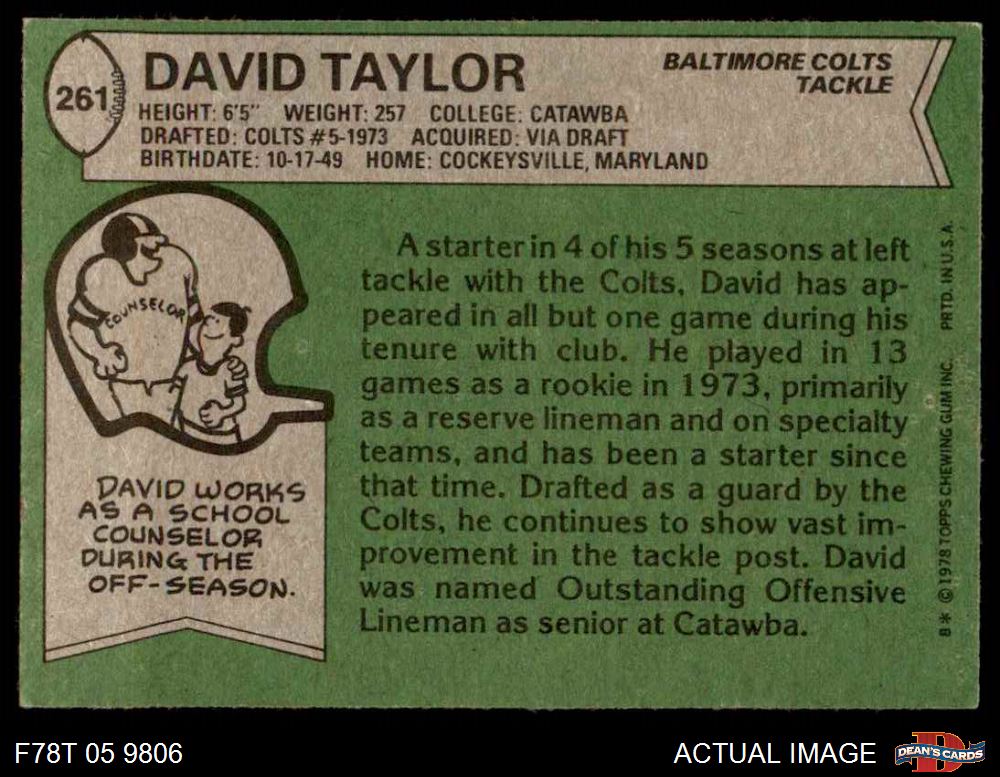 261
DAVID TAYLOR
BALTIMORE COLTS
TACKLE
HEIGHT: 6'5" WEIGHT: 257 COLLEGE: CATAWBA
DRAFTED: COLTS #5-1973 ACQUIRED: VIA DRAFT
BIRTHDATE: 10-17-49 HOME: COCKEYSVILLE, MARYLAND
COUNSELOR
DAVID WORKS
AS A SCHOOL
COUNSELOR
DURING THE
OFF-SEASON.
A starter in 4 of his 5 seasons at left
tackle with the Colts, David has ap-
peared in all but one game during his
tenure with club. He played in 13
games as a rookie in 1973, primarily
as a reserve lineman and on specialty
teams, and has been a starter since
that time. Drafted as a guard by the
Colts, he continues to show vast im-
provement in the tackle post. David
was named Outstanding Offensive
Lineman as senior at Catawba.
8* © 1978 TOPPS CHEWING GUM INC. PRTD. IN U.S.A.
F78T 05 9806
ACTUAL IMAGE
D
DEAN'S CARDS